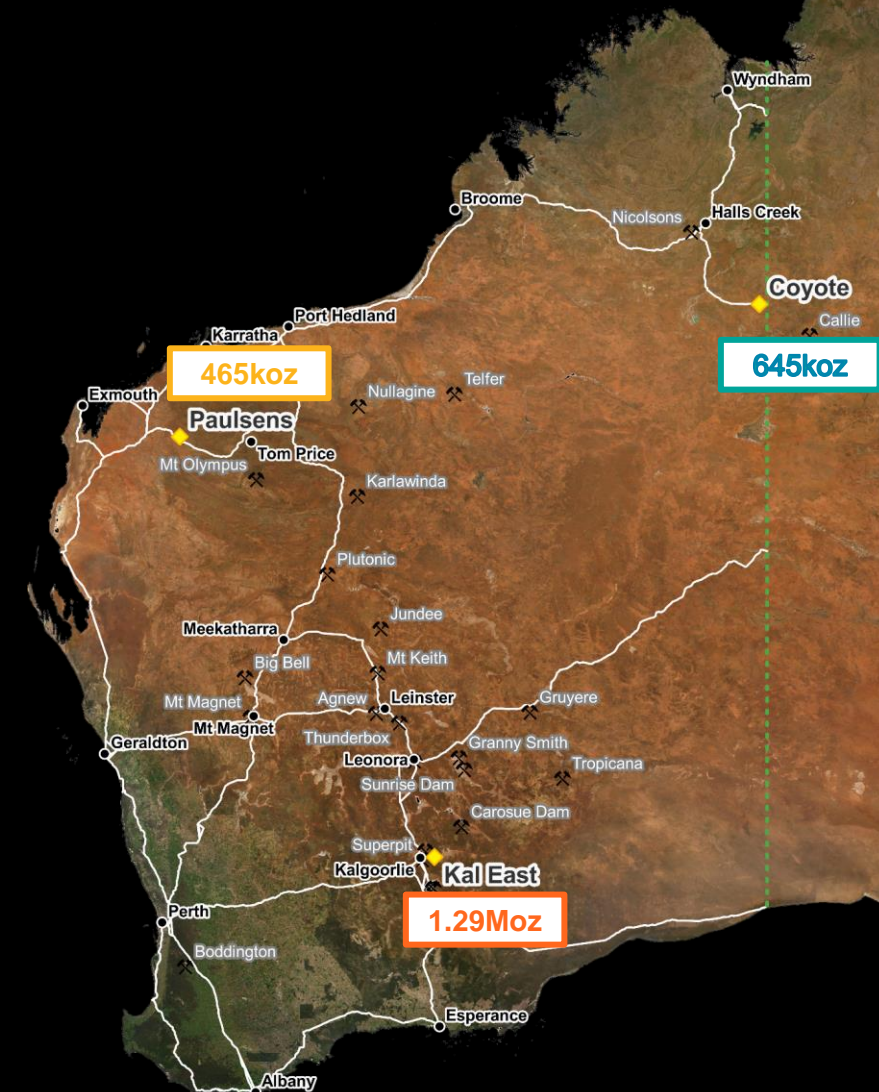 Wyndham
Broome
Nicolsons
Halls Creek
Coyote
Callie
645koz
Port Hedland
Karratha
465koz
Exmouth
Nullagine
Telfer
Paulsens
Tom Price
Mt Olympus
Karlawinda
Plutonic
Jundee
Meekatharra
Big Bell
Mt Keith
Mt Magnet
Agnew
Leinster
Gruyere
Mt Magnet
Thunderbox
Geraldton
Granny Smith
Leonora
Tropicana
Sunrise Dam
Carosue Dam
Superpit
Kalgoorlie
Kal East
1.29Moz
Perth
Boddington
Esperance
Albany